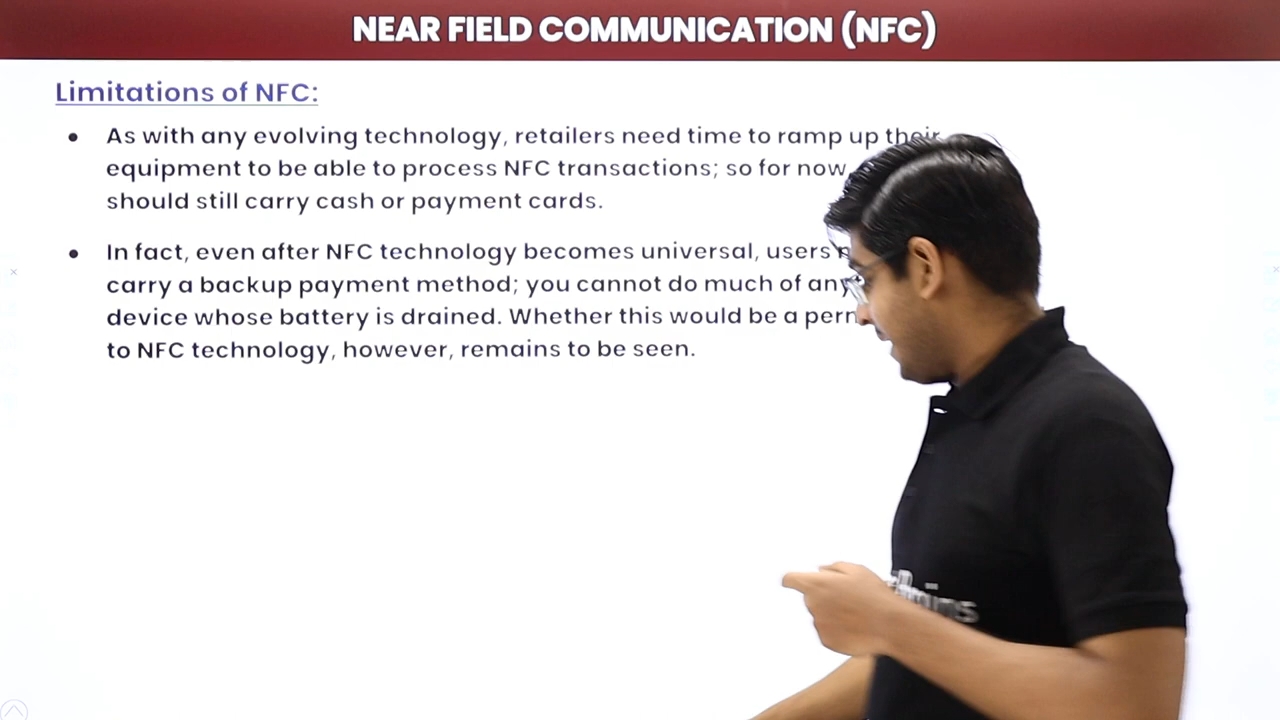 NEAR FIELD COMMUNICATION (NFC)
Limitations of NFC:
• As with any evolving technology, retailers need time to ramp up their
equipment to be able to process NFC transactions; so for now,
should still carry cash or payment cards.
• In fact, even after NFC technology becomes universal, users
carry a backup payment method; you cannot do much of
device whose battery is drained. Whether this would be a
to NFC technology, however, remains to be seen.